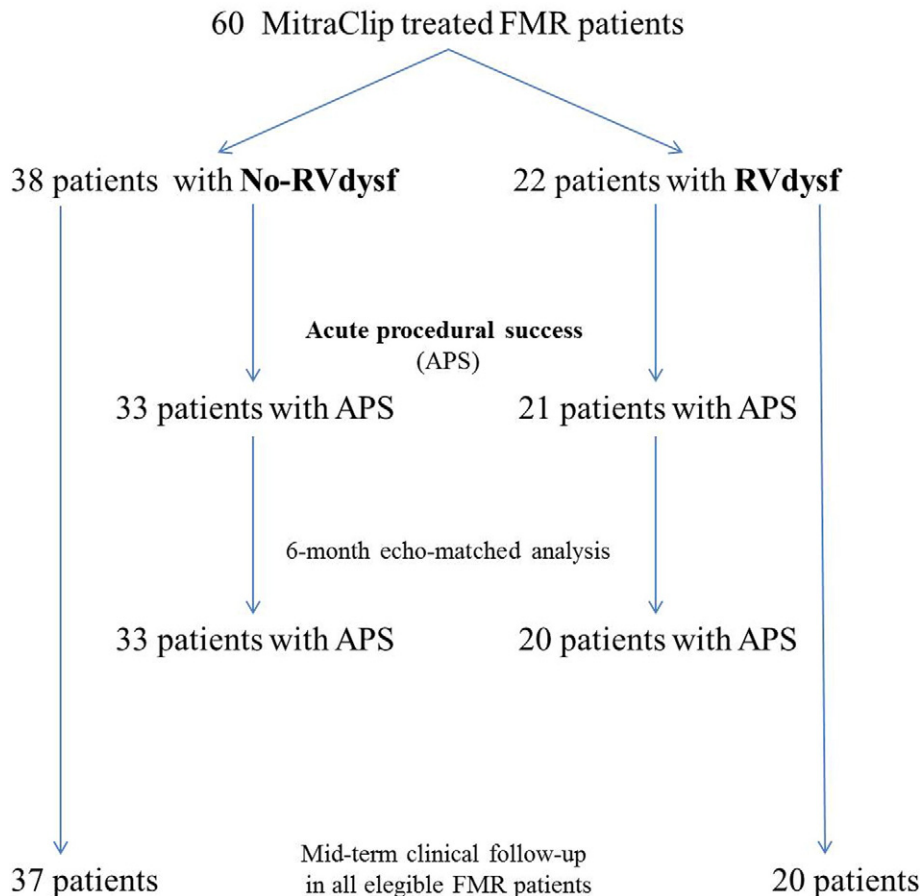 60 MitraClip treated FMR patients
38 patients with No-RVdysf
22 patients with RVdysf
Acute procedural success
(APS)
33 patients with APS
21 patients with APS
6-month echo-matched analysis
33 patients with APS
20 patients with APS
37 patients
Mid-term clinical follow-up
in all elegible FMR patients
20 patients